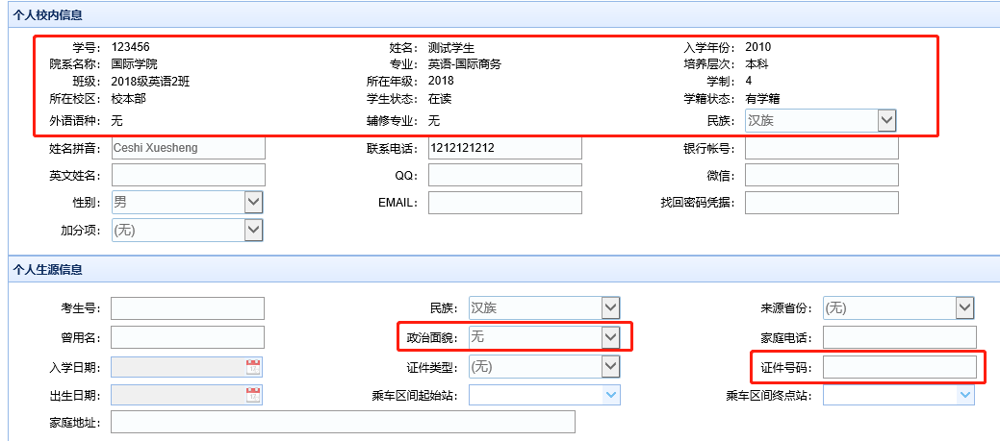 个人校内信息
学号： 123456 姓名： 测试学生 入学年份： 2010
院系名称： 国际学院 专业： 英语-国际商务 培养层次： 本科
班级： 2018级英语2班 所在年级： 2018 学制： 4
所在校区： 校本部 学生状态： 在读 学籍状态： 有学籍
外语语种： 无 辅修专业： 无 民族： 汉族
姓名拼音： Ceshi Xuesheng 联系电话： 1212121212 银行帐号：
英文姓名： QQ： 微信：
性别： 男 EMAIL： 找回密码凭据：
加分项： (无)
个人生源信息
考生号： 民族： 汉族 来源省份： (无)
曾用名： 政治面貌： 无 家庭电话：
入学日期： 证件类型： (无) 证件号码：
出生日期： 乘车区间起始站： 乘车区间终点站：
家庭地址：